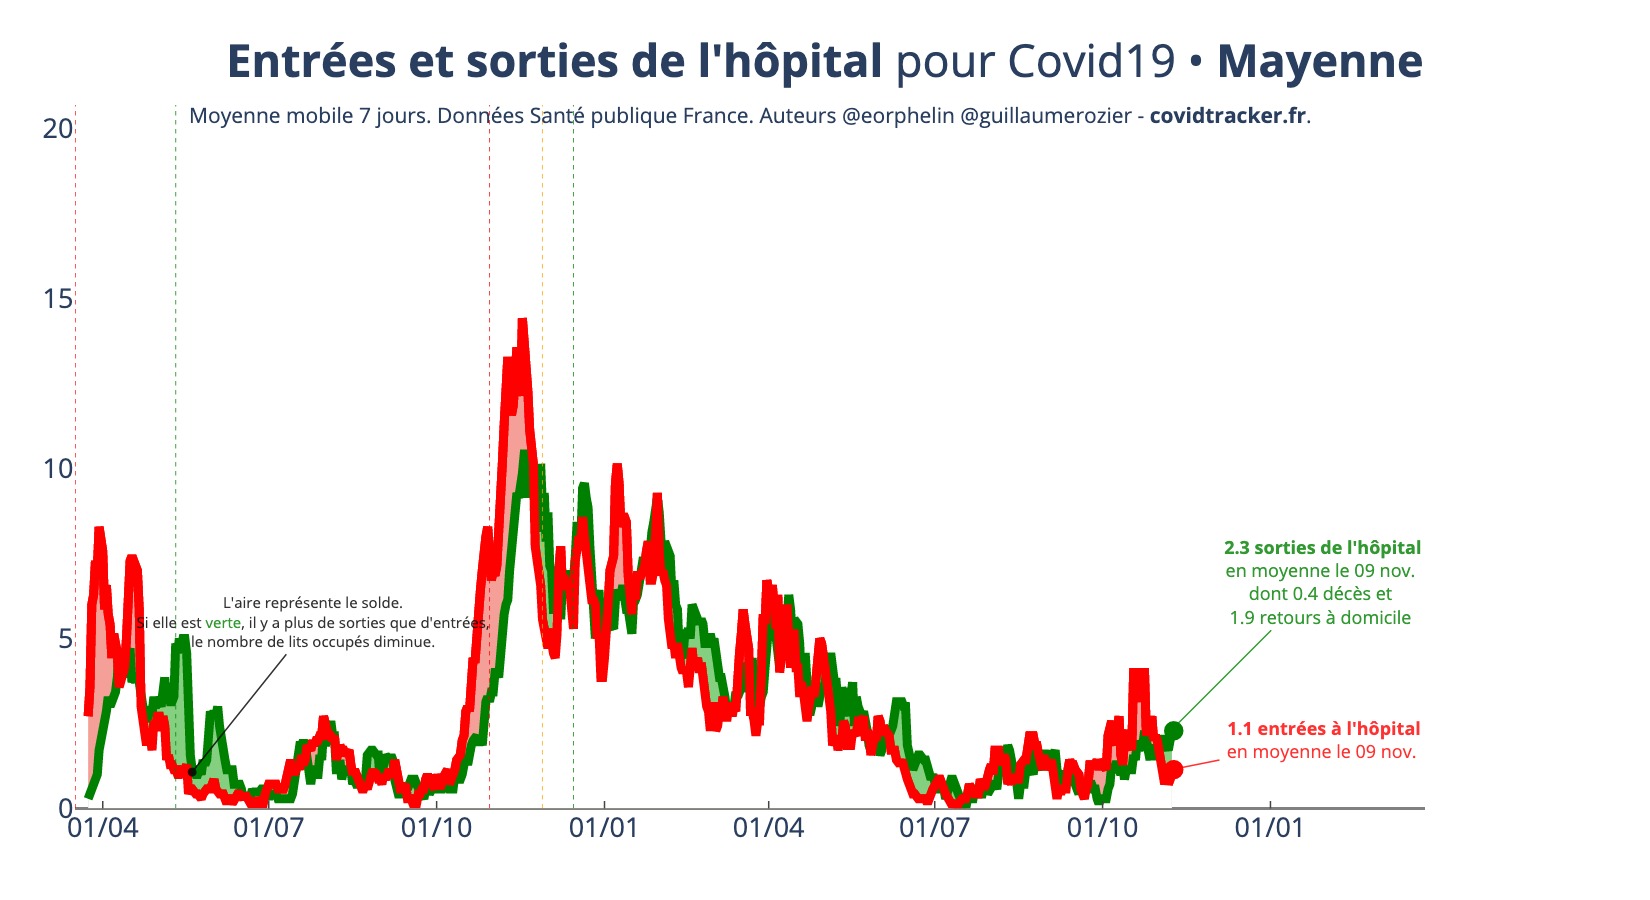 Entrées et sorties de l'hôpital pour Covid19 • Mayenne
Moyenne mobile 7 jours. Données Santé publique France. Auteurs @eorphelin @guillaumerozier - covidtracker.fr.
20
15
10
5
0
L'aire représente le solde.
Si elle est verte, il y a plus de sorties que d'entrées,
le nombre de lits occupés diminue.
2.3 sorties de l'hôpital
en moyenne le 09 nov.
dont 0.4 décès et
1.9 retours à domicile
1.1 entrées à l'hôpital
en moyenne le 09 nov.
01/04 01/07 01/10 01/01 01/04 01/07 01/10 01/01